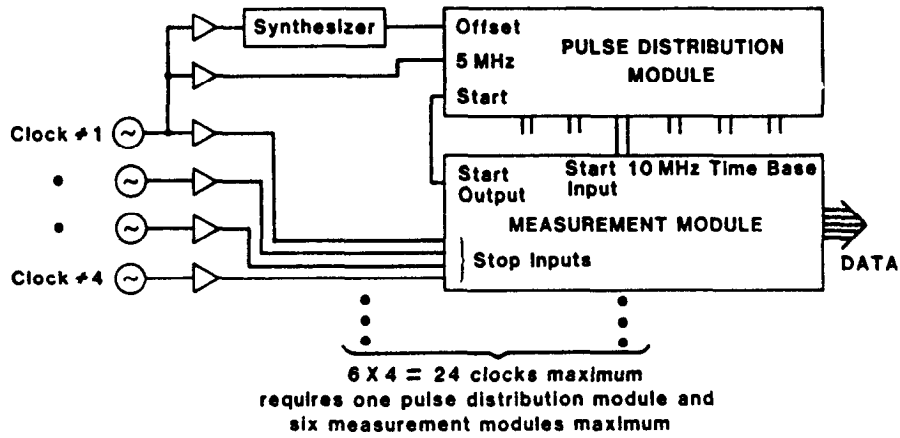 Synthesizer
Offset
5 MHz
Start
PULSE DISTRIBUTION
MODULE
Clock ≠1
∼
∼
∼
Clock ≠4
∼
Start
Output
Start 10 MHz Time Base
Input
MEASUREMENT MODULE
Stop Inputs
DATA
6 X 4 = 24 clocks maximum
requires one pulse distribution module and
six measurement modules maximum